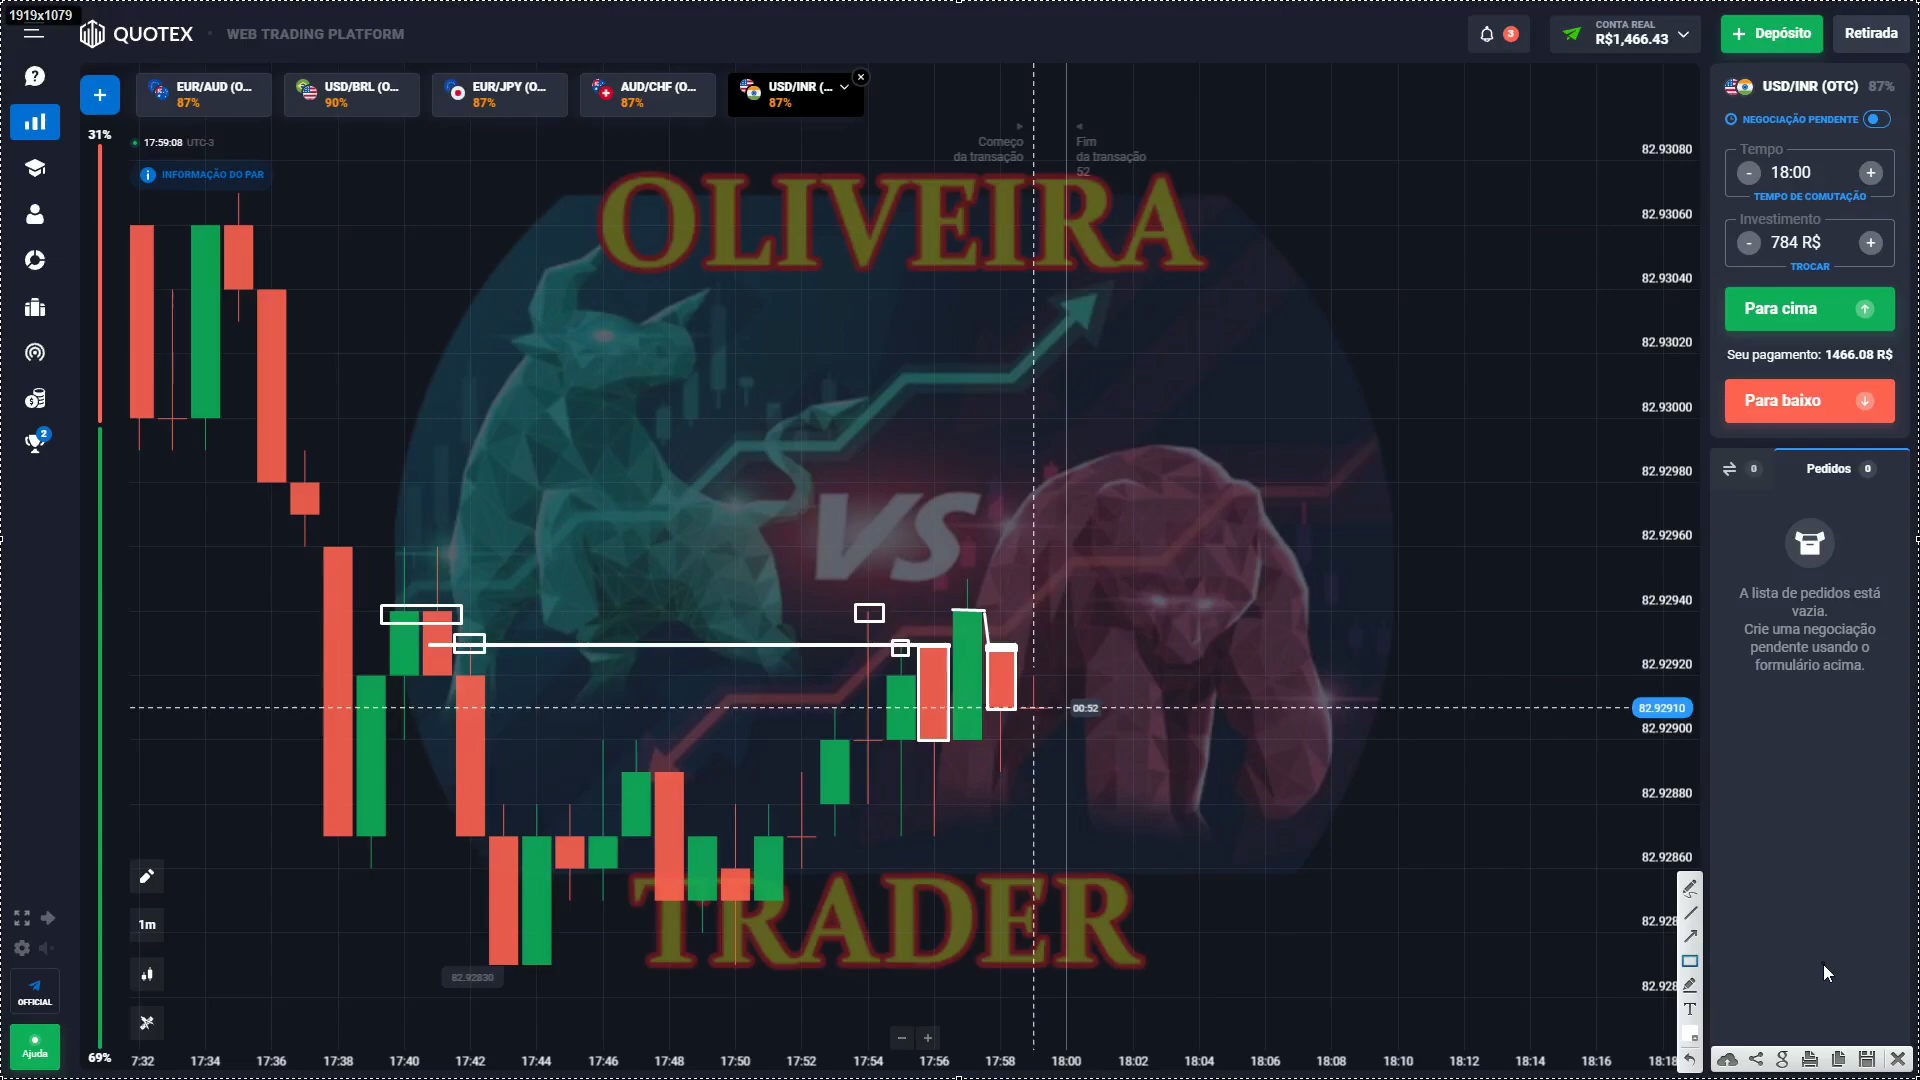 1919x1079
QUOTEX
WEB TRADING PLATFORM
3
CONTA REAL
R$1,466.43
Depósito
Retirada
EUR/AUD (O...
87%
USD/BRL (O...
90%
EUR/JPY (O...
87%
AUD/CHF (O...
87%
USD/INR (...
87%
31%
17:59:08 UTC-3
INFORMAÇÃO DO PAR
Começo
da transação
Fim
da transação
52
OLIVEIRA
VS
TRADER
82.93080
82.93060
82.93040
82.93020
82.93000
82.92980
82.92960
82.92940
82.92920
82.92910
82.92900
82.92880
82.92860
82.928
82.928
00:52
82.92830
USD/INR (OTC) 87%
NEGOCIAÇÃO PENDENTE
Tempo
- 18:00 +
TEMPO DE COMUTAÇÃO
Investimento
- 784 R$ +
TROCAR
Para cima
Seu pagamento: 1466.08 R$
Para baixo
0
Pedidos 0
A lista de pedidos está
vazia.
Crie uma negociação
pendente usando o
formulário acima.
2
1m
OFFICIAL
Ajuda
69%
7:32 17:34 17:36 17:38 17:40 17:42 17:44 17:46 17:48 17:50 17:52 17:54 17:56 17:58 18:00 18:02 18:04 18:06 18:08 18:10 18:12 18:14 18:16 18:18
T
g